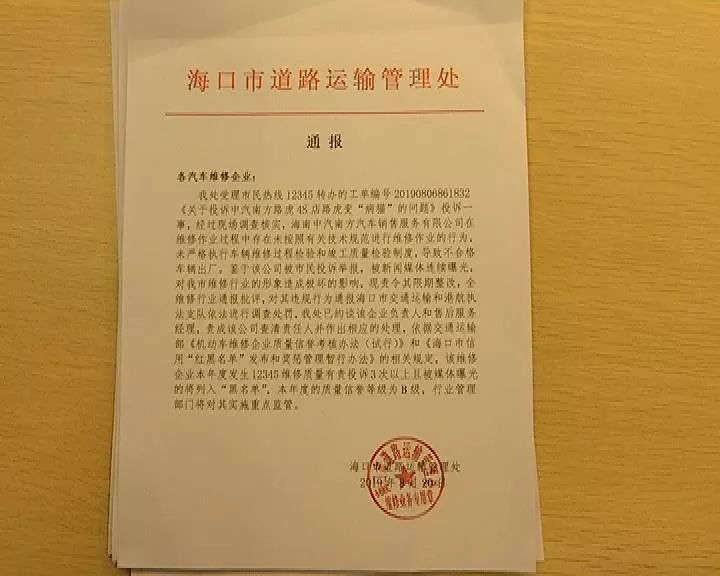 海口市道路运输管理处
通报
各汽车维修企业：
我处受理市民热线12345转办的工单编号20190806861832
《关于投诉中汽南方路虎4S店路虎变“病猫”的问题》投诉一
事，经过现场调查核实，海南中汽南方汽车销售服务有限公司在
维修作业过程中存在未按照有关技术规范进行维修作业的行为，
未严格执行车辆维修过程检验和竣工质量检验制度，导致不合格
车辆出厂。鉴于该公司被市民投诉举报，被新闻媒体连续曝光，
对我市维修行业的形象造成极坏的影响，现责令其限期整改，全
维修行业通报批评，对其违规行为通报海口市交通运输和港航执
法支队依法进行调查处罚，我处已约谈该企业负责人和售后服务
经理，责成该公司查清责任人并作出相应的处理，依据交通运输
部《机动车维修企业质量信誉考核办法（试行）》和《海口市信
用“红黑名单”发布和奖惩管理暂行办法》的相关规定，该维修
企业本年度发生12345维修质量有责投诉3次以上且被媒体曝光
的将列入“黑名单”，本年度的质量信誉等级为B级，行业管理
部门将对其实施重点监管。
海口市道路运输管理处
2019年8月20日
维修业务专用章